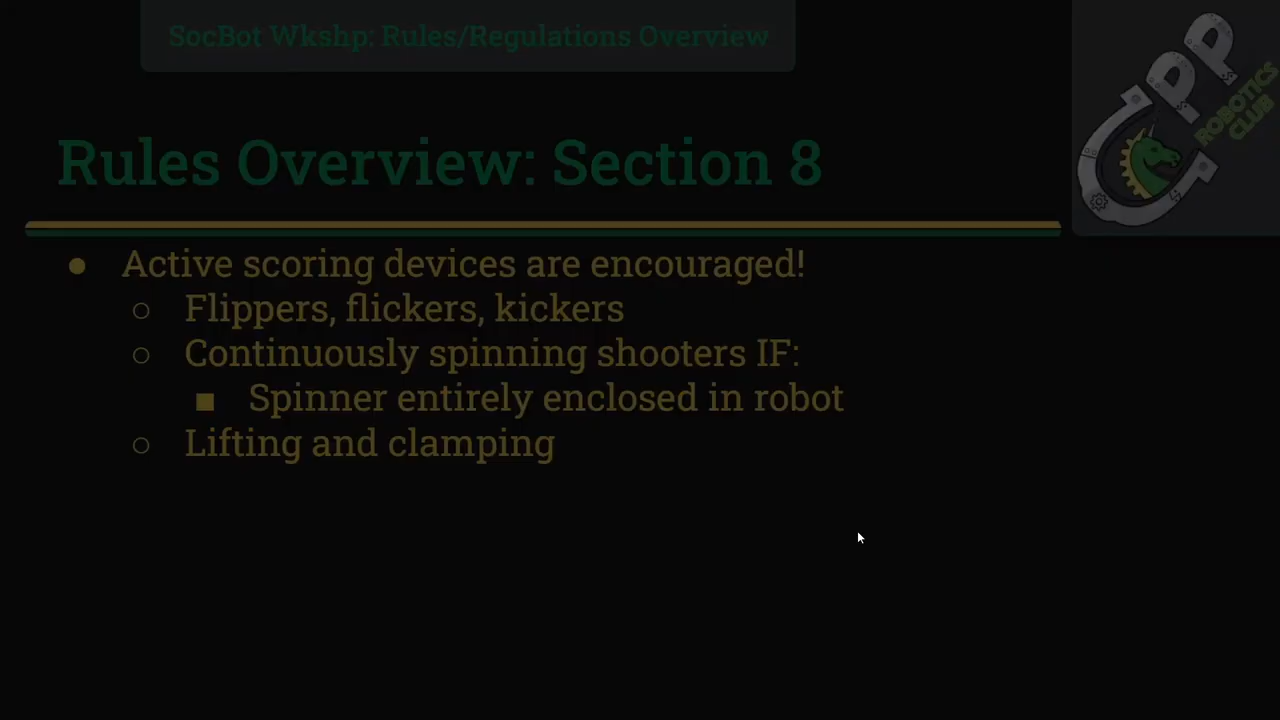 SocBot Wkshp: Rules/Regulations Overview
CPP
ROBOTICS
CLUB
Rules Overview: Section 8
● Active scoring devices are encouraged!
○ Flippers, flickers, kickers
○ Continuously spinning shooters IF:
■ Spinner entirely enclosed in robot
○ Lifting and clamping